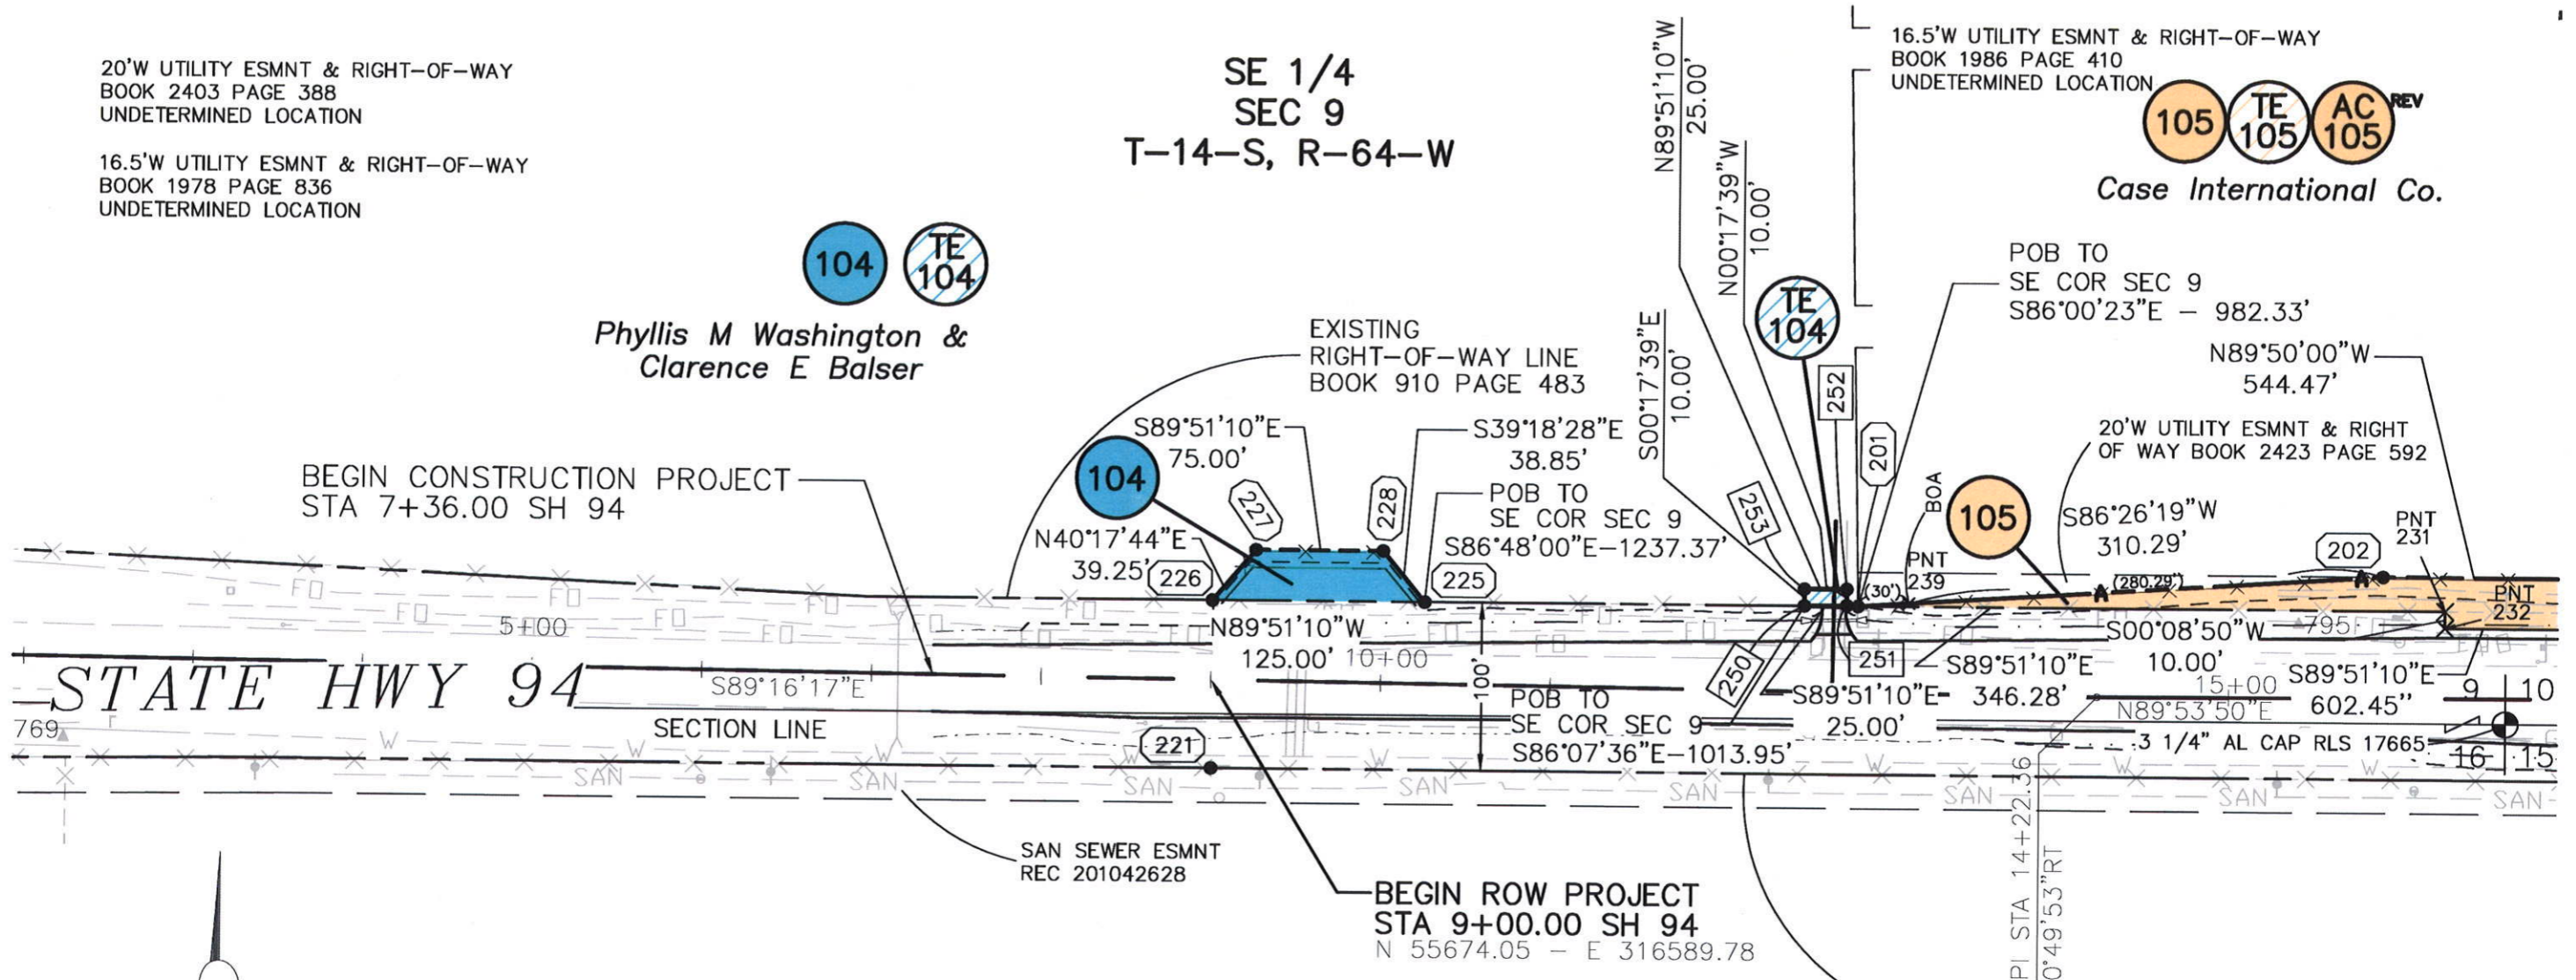 20'W UTILITY ESMNT & RIGHT-OF-WAY
BOOK 2403 PAGE 388
UNDETERMINED LOCATION
16.5'W UTILITY ESMNT & RIGHT-OF-WAY
BOOK 1978 PAGE 836
UNDETERMINED LOCATION
SE 1/4
SEC 9
T-14-S, R-64-W
16.5'W UTILITY ESMNT & RIGHT-OF-WAY
BOOK 1986 PAGE 410
UNDETERMINED LOCATION
105
TE
105
AC
105
REV
Case International Co.
104
TE
104
Phyllis M Washington &
Clarence E Balser
N89°51'10"W
25.00'
N00°17'39"W
10.00'
S00°17'39"E
10.00'
TE
104
POB TO
SE COR SEC 9
S86°00'23"E - 982.33'
N89°50'00"W
544.47'
EXISTING
RIGHT-OF-WAY LINE
BOOK 910 PAGE 483
20'W UTILITY ESMNT & RIGHT
OF WAY BOOK 2423 PAGE 592
BEGIN CONSTRUCTION PROJECT
STA 7+36.00 SH 94
104
S89°51'10"E
75.00'
S39°18'28"E
38.85'
POB TO
SE COR SEC 9
S86°48'00"E-1237.37'
N40°17'44"E
39.25'
226
227
228
225
253
252
201
BOA
105
S86°26'19"W
310.29'
202
PNT
231
PNT
239
(30')
A
(280.29")
A
PNT
232
FO
FO
FO
FO
FO
FO
FO
FO
5+00
N89°51'10"W
125.00'
10+00
100'
STATE HWY 94
S89°16'17"E
SECTION LINE
769
221
POB TO
SE COR SEC 9
S86°07'36"E-1013.95'
250
251
S89°51'10"E
25.00'
S89°51'10"E
346.28'
S00°08'50"W
10.00'
795
S89°51'10"E
602.45"
15+00
N89°53'50"E
9
10
16
15
3 1/4" AL CAP RLS 17665
W
W
W
W
W
W
W
W
SAN
SAN
SAN
SAN
SAN
SAN
SAN
SAN
SAN SEWER ESMNT
REC 201042628
BEGIN ROW PROJECT
STA 9+00.00 SH 94
N 55674.05 - E 316589.78
PI STA 14+22.36
0°49'53"RT